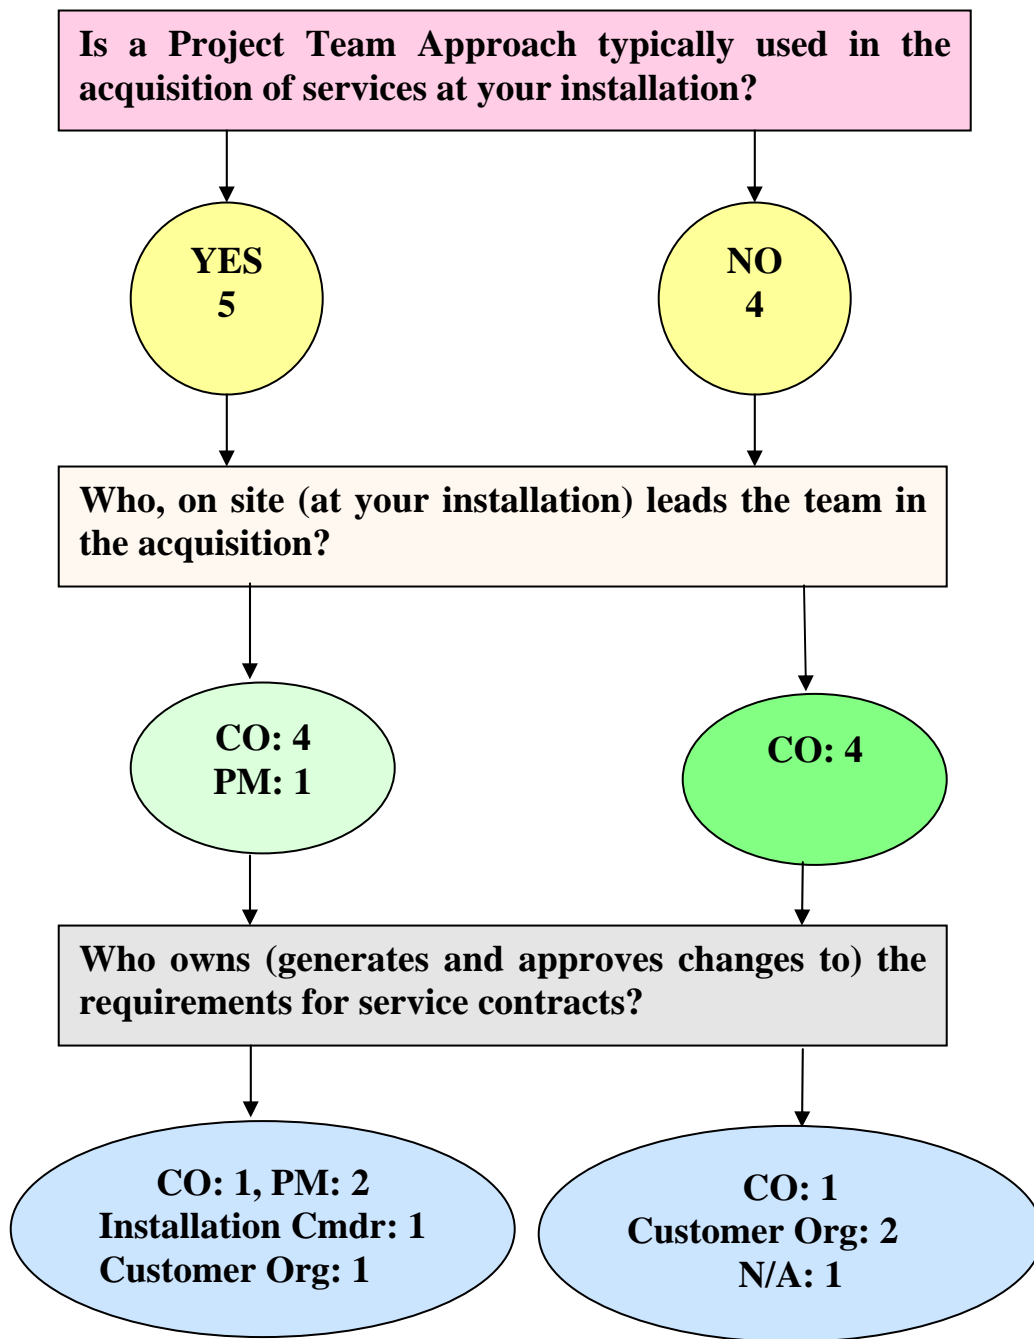 Is a Project Team Approach typically used in the
acquisition of services at your installation?
YES
5
NO
4
Who, on site (at your installation) leads the team in
the acquisition?
CO: 4
PM: 1
CO: 4
Who owns (generates and approves changes to) the
requirements for service contracts?
CO: 1, PM: 2
Installation Cmdr: 1
Customer Org: 1
CO: 1
Customer Org: 2
N/A: 1